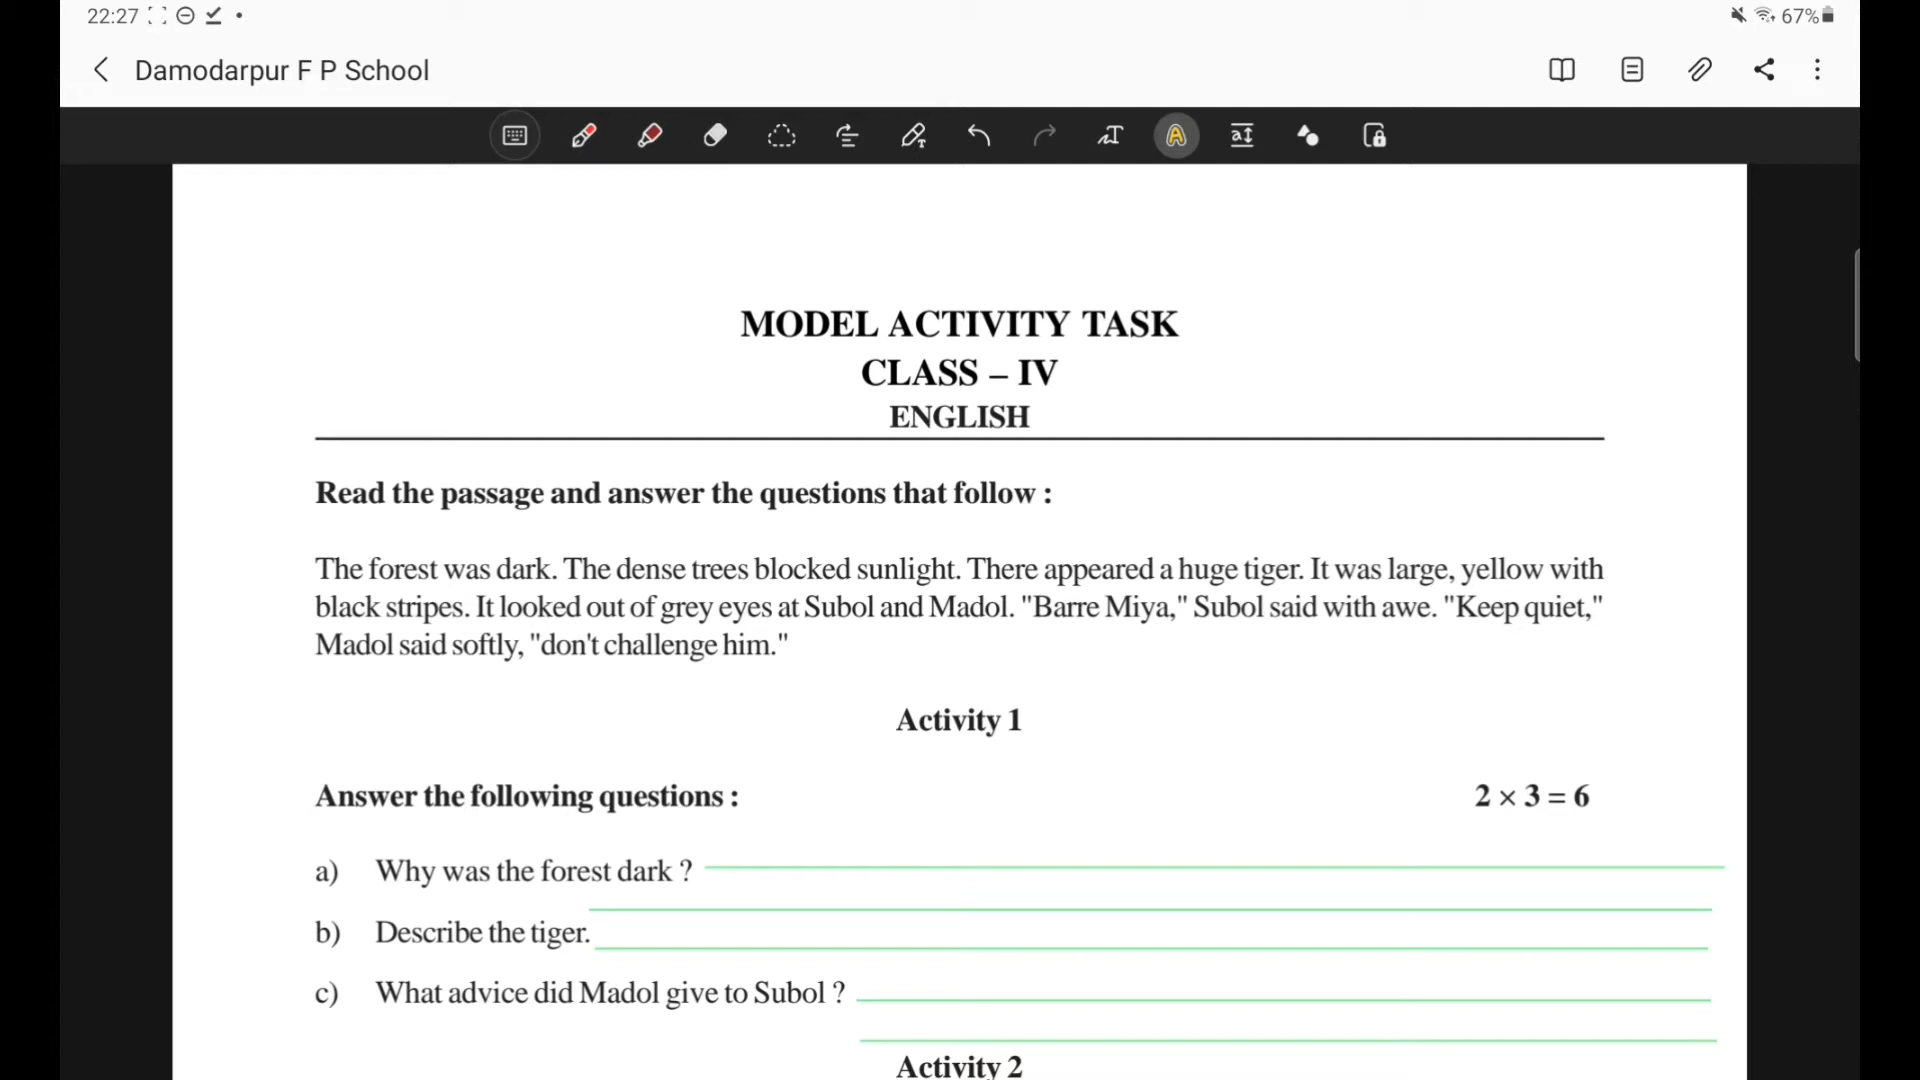 22:27
67%
Damodarpur F P School
MODEL ACTIVITY TASK
CLASS – IV
ENGLISH
Read the passage and answer the questions that follow :
The forest was dark. The dense trees blocked sunlight. There appeared a huge tiger. It was large, yellow with
black stripes. It looked out of grey eyes at Subol and Madol. "Barre Miya," Subol said with awe. "Keep quiet,"
Madol said softly, "don't challenge him."
Activity 1
Answer the following questions : 2 × 3 = 6
a) Why was the forest dark ?
b) Describe the tiger.
c) What advice did Madol give to Subol ?
Activity 2